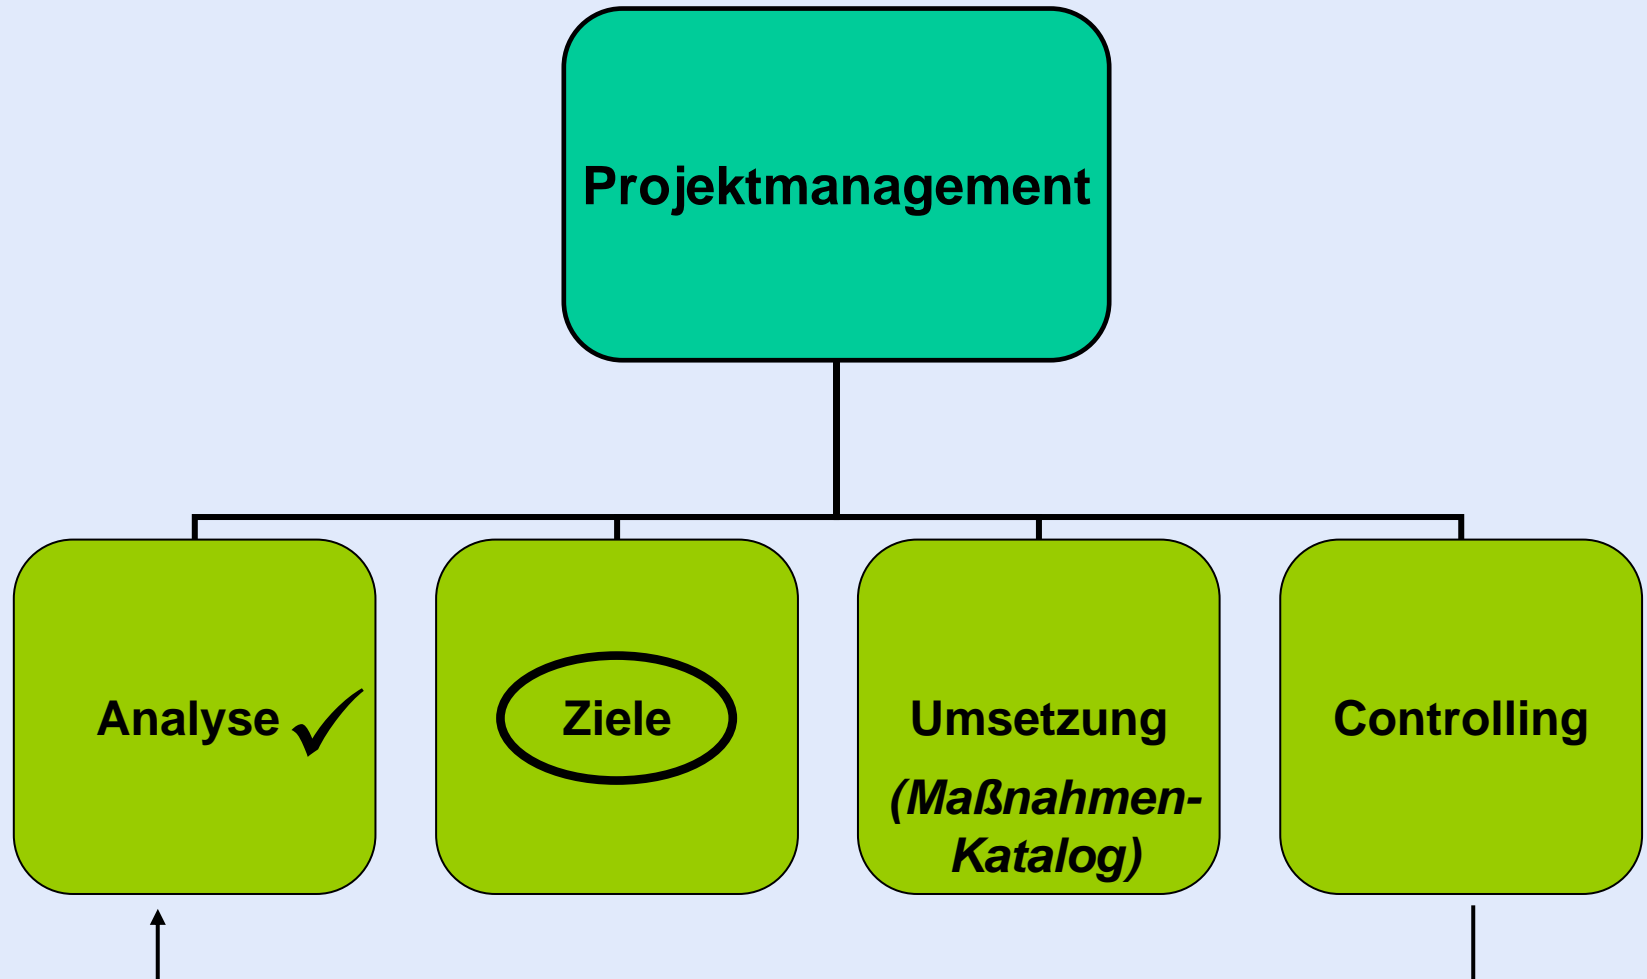 Projektmanagement
Analyse
Ziele
Umsetzung
(Maßnahmen-
Katalog)
Controlling